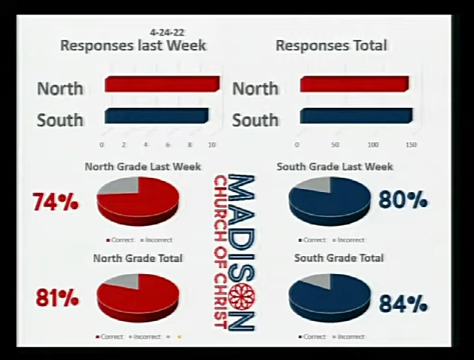 4-24-22
Responses last Week
Responses Total
North
South
0 2 4 6 8 10
North
South
0 50 100 150
North Grade Last Week
74%
Correct Incorrect
South Grade Last Week
80%
Correct Incorrect
MADISON
CHURCH OF CHRIST
North Grade Total
81%
Correct Incorrect
South Grade Total
84%
Correct Incorrect